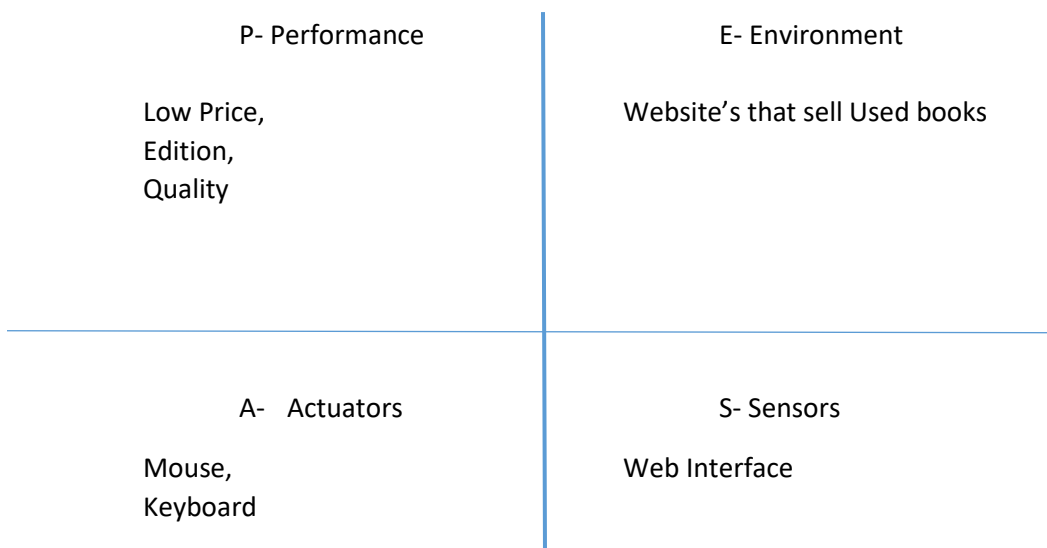 P- Performance
Low Price,
Edition,
Quality
E- Environment
Website’s that sell Used books
A- Actuators
Mouse,
Keyboard
S- Sensors
Web Interface